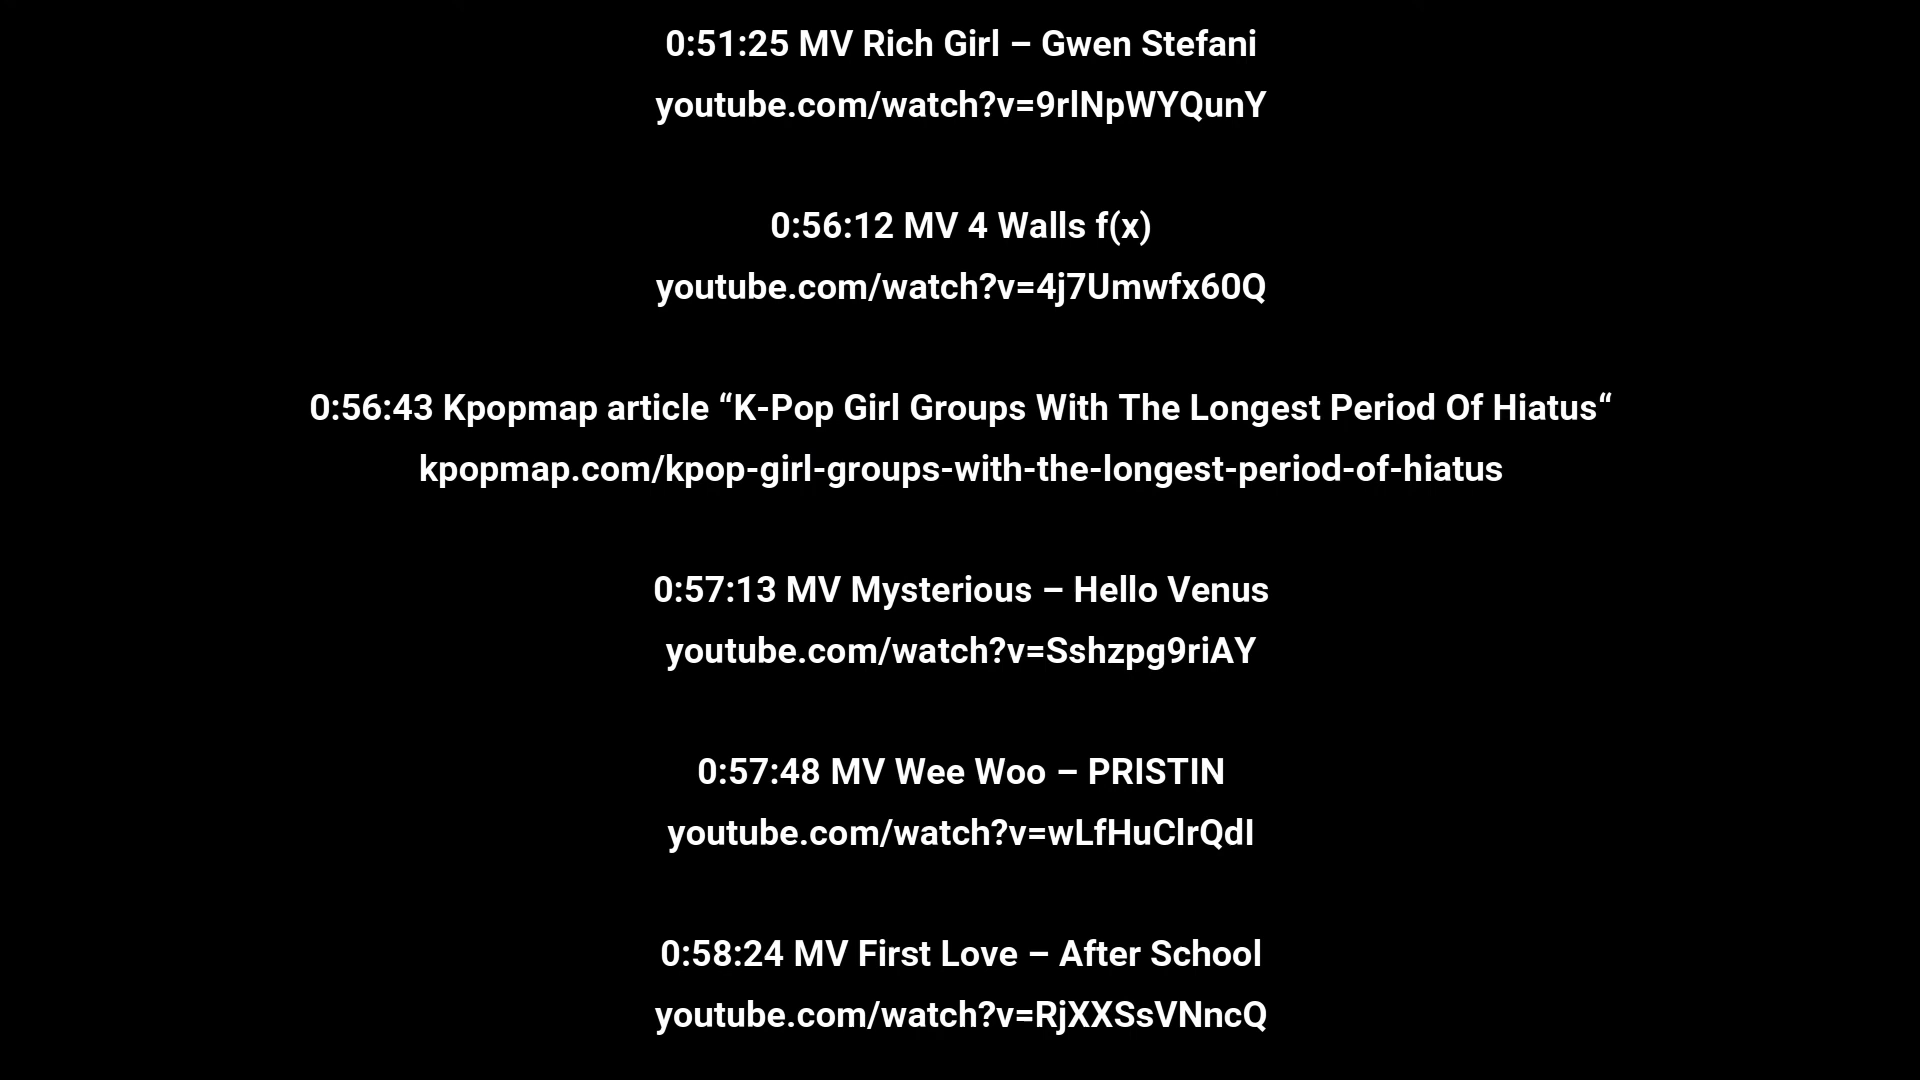 0:51:25 MV Rich Girl – Gwen Stefani
youtube.com/watch?v=9rlNpWYQunY
0:56:12 MV 4 Walls f(x)
youtube.com/watch?v=4j7Umwfx60Q
0:56:43 Kpopmap article “K-Pop Girl Groups With The Longest Period Of Hiatus“
kpopmap.com/kpop-girl-groups-with-the-longest-period-of-hiatus
0:57:13 MV Mysterious – Hello Venus
youtube.com/watch?v=Sshzpg9riAY
0:57:48 MV Wee Woo – PRISTIN
youtube.com/watch?v=wLfHuClrQdI
0:58:24 MV First Love – After School
youtube.com/watch?v=RjXXSsVNncQ